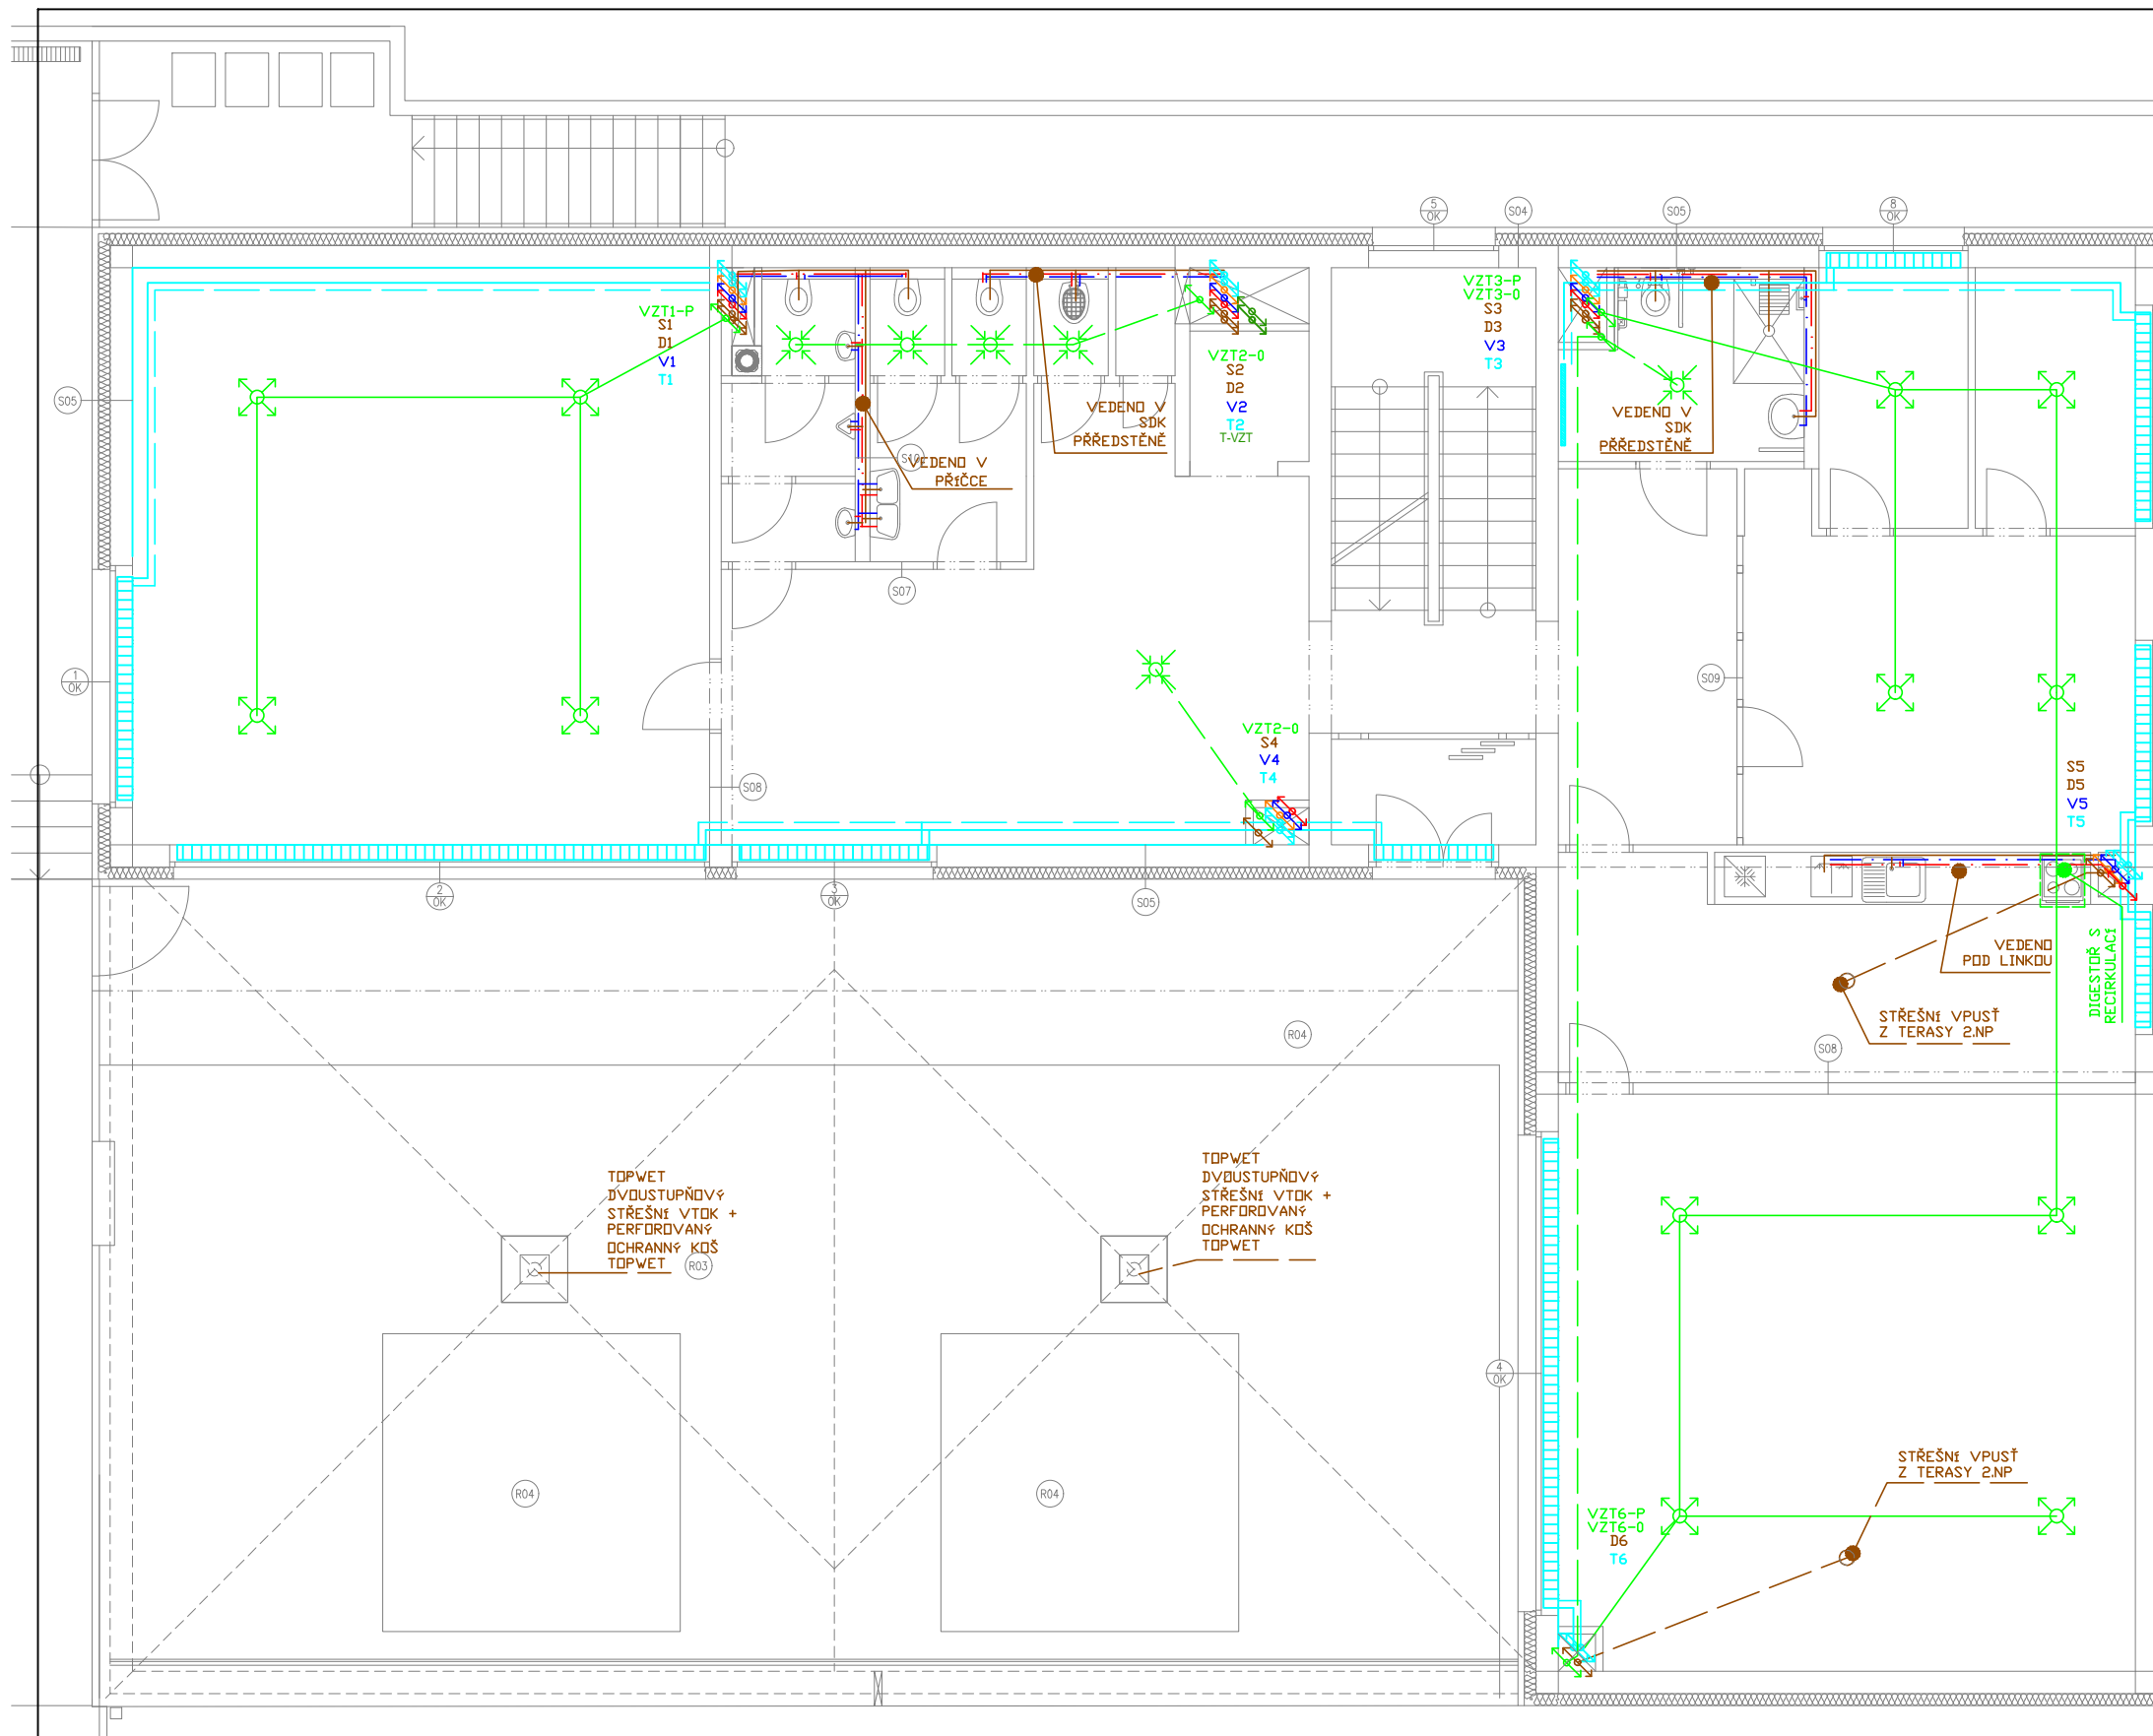 5
OK
S04
S05
8
OK
VZT1-P
S1
D1
V1
T1
VZT2-O
S2
D2
V2
T2
T-VZT
VZT3-P
VZT3-O
S3
D3
V3
T3
S05
VEDENO V
SDK
PŘŘEDSTĚNĚ
VEDENO V
SDK
PŘŘEDSTĚNĚ
S10
VEDENO V
PŘÍČCE
S07
1
OK
S09
S08
VZT2-O
S4
V4
T4
S5
D5
V5
T5
2
OK
3
OK
S05
VEDENO
POD LINKOU
DIGESTOŘ S
RECIRKULACÍ
STŘEŠNÍ VPUSŤ
Z TERASY 2.NP
R04
S08
TOPWET
DVOUSTUPŇOVÝ
STŘEŠNÍ VTOK +
PERFOROVANÝ
OCHRANNÝ KOŠ
TOPWET
R03
TOPWET
DVOUSTUPŇOVÝ
STŘEŠNÍ VTOK +
PERFOROVANÝ
OCHRANNÝ KOŠ
TOPWET
4
OK
R04
R04
STŘEŠNÍ VPUSŤ
Z TERASY 2.NP
VZT6-P
VZT6-O
D6
T6